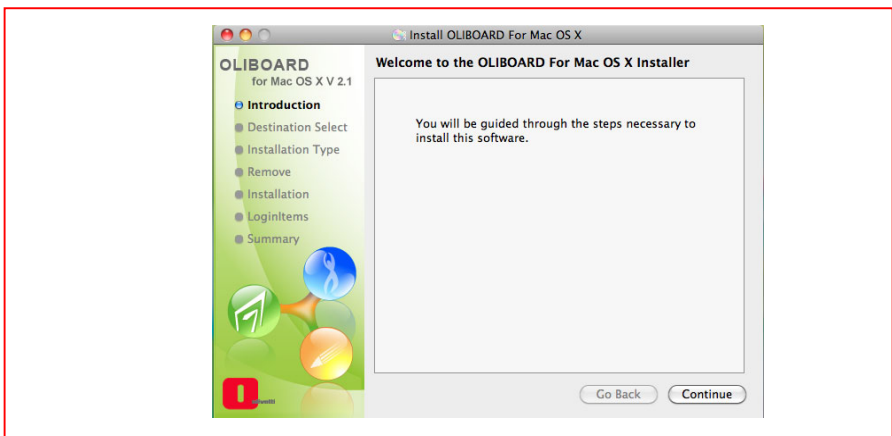 Install OLIBOARD For Mac OS X
OLIBOARD
for Mac OS X V 2.1
Introduction
Destination Select
Installation Type
Remove
Installation
LoginItems
Summary
Welcome to the OLIBOARD For Mac OS X Installer
You will be guided through the steps necessary to
install this software.
olivetti
Go Back
Continue